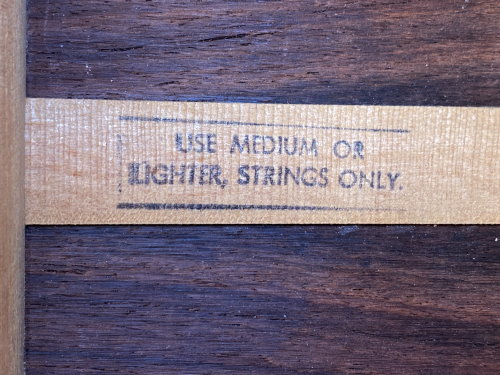 USE MEDIUM OR
LIGHTER, STRINGS ONLY.